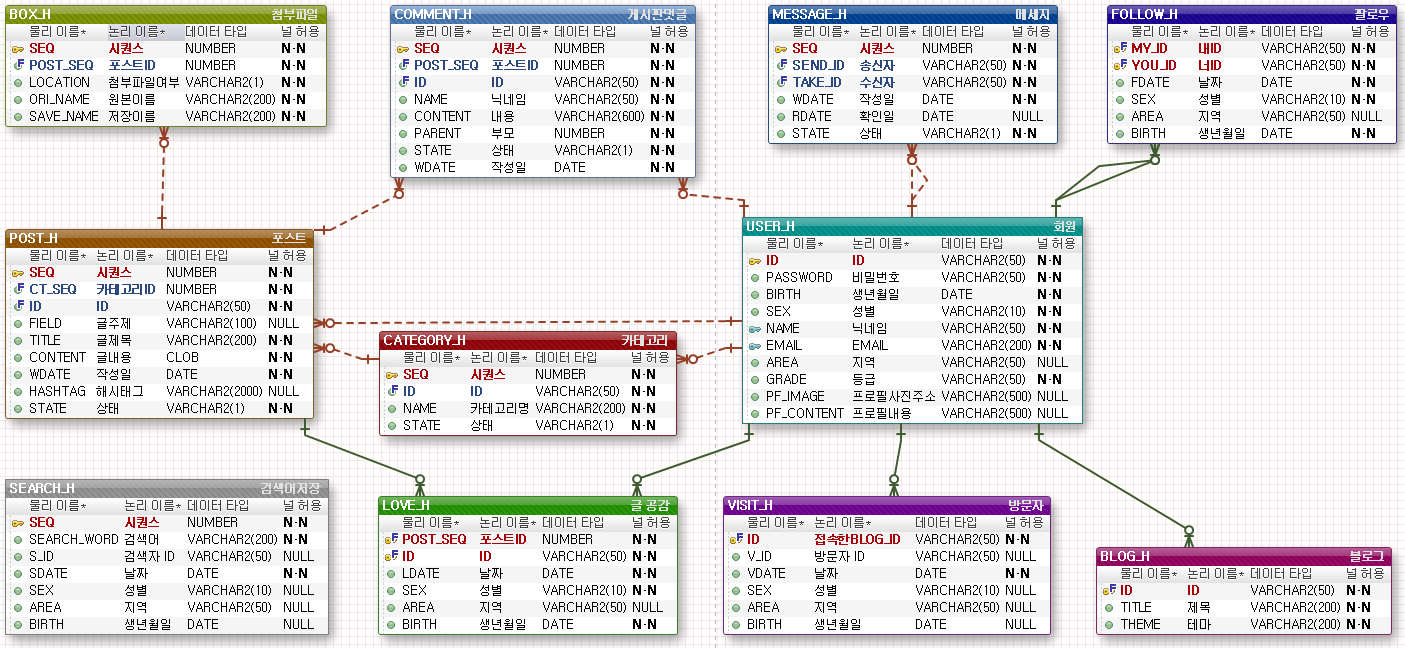 BOX_H 첨부파일
물리 이름* 논리 이름* 데이터 타입 널 허용
SEQ 시퀀스 NUMBER N-N
POST_SEQ 포스트ID NUMBER N-N
LOCATION 첨부파일여부 VARCHAR2(1) N-N
ORI_NAME 원본이름 VARCHAR2(200) N-N
SAVE_NAME 저장이름 VARCHAR2(200) N-N
COMMENT_H 게시판댓글
물리 이름* 논리 이름* 데이터 타입 널 허용
SEQ 시퀀스 NUMBER N-N
POST_SEQ 포스트ID NUMBER N-N
ID ID VARCHAR2(50) N-N
NAME 닉네임 VARCHAR2(50) N-N
CONTENT 내용 VARCHAR2(600) N-N
PARENT 부모 NUMBER N-N
STATE 상태 VARCHAR2(1) N-N
WDATE 작성일 DATE N-N
MESSAGE_H 메세지
물리 이름* 논리 이름* 데이터 타입 널 허용
SEQ 시퀀스 NUMBER N-N
SEND_ID 송신자 VARCHAR2(50) N-N
TAKE_ID 수신자 VARCHAR2(50) N-N
WDATE 작성일 DATE N-N
RDATE 확인일 DATE NULL
STATE 상태 VARCHAR2(1) N-N
FOLLOW_H 팔로우
물리 이름* 논리 이름* 데이터 타입 널 허용
MY_ID 내ID VARCHAR2(50) N-N
YOU_ID 너ID VARCHAR2(50) N-N
FDATE 날짜 DATE N-N
SEX 성별 VARCHAR2(10) N-N
AREA 지역 VARCHAR2(50) NULL
BIRTH 생년월일 DATE N-N
POST_H 포스트
물리 이름* 논리 이름* 데이터 타입 널 허용
SEQ 시퀀스 NUMBER N-N
CT_SEQ 카테고리ID NUMBER N-N
ID ID VARCHAR2(50) N-N
FIELD 글주제 VARCHAR2(100) NULL
TITLE 글제목 VARCHAR2(200) N-N
CONTENT 글내용 CLOB N-N
WDATE 작성일 DATE N-N
HASHTAG 해시태그 VARCHAR2(2000) NULL
STATE 상태 VARCHAR2(1) N-N
CATEGORY_H 카테고리
물리 이름* 논리 이름* 데이터 타입 널 허용
SEQ 시퀀스 NUMBER N-N
ID ID VARCHAR2(50) N-N
NAME 카테고리명 VARCHAR2(200) N-N
STATE 상태 VARCHAR2(1) N-N
USER_H 회원
물리 이름* 논리 이름* 데이터 타입 널 허용
ID ID VARCHAR2(50) N-N
PASSWORD 비밀번호 VARCHAR2(50) N-N
BIRTH 생년월일 DATE N-N
SEX 성별 VARCHAR2(10) N-N
NAME 닉네임 VARCHAR2(50) N-N
EMAIL EMAIL VARCHAR2(200) N-N
AREA 지역 VARCHAR2(50) NULL
GRADE 등급 VARCHAR2(50) N-N
PF_IMAGE 프로필사진주소 VARCHAR2(500) NULL
PF_CONTENT 프로필내용 VARCHAR2(500) NULL
SEARCH_H 검색어저장
물리 이름* 논리 이름* 데이터 타입 널 허용
SEQ 시퀀스 NUMBER N-N
SEARCH_WORD 검색어 VARCHAR2(200) N-N
S_ID 검색자 ID VARCHAR2(50) NULL
SDATE 날짜 DATE N-N
SEX 성별 VARCHAR2(10) NULL
AREA 지역 VARCHAR2(50) NULL
BIRTH 생년월일 DATE NULL
LOVE_H 글 공감
물리 이름* 논리 이름* 데이터 타입 널 허용
POST_SEQ 포스트ID NUMBER N-N
ID ID VARCHAR2(50) N-N
LDATE 날짜 DATE N-N
SEX 성별 VARCHAR2(10) N-N
AREA 지역 VARCHAR2(50) NULL
BIRTH 생년월일 DATE N-N
VISIT_H 방문자
물리 이름* 논리 이름* 데이터 타입 널 허용
ID 접속한BLOG_ID VARCHAR2(50) N-N
V_ID 방문자 ID VARCHAR2(50) NULL
VDATE 날짜 DATE N-N
SEX 성별 VARCHAR2(10) NULL
AREA 지역 VARCHAR2(50) NULL
BIRTH 생년월일 DATE NULL
BLOG_H 블로그
물리 이름* 논리 이름* 데이터 타입 널 허용
ID ID VARCHAR2(50) N-N
TITLE 제목 VARCHAR2(200) N-N
THEME 테마 VARCHAR2(200) N-N